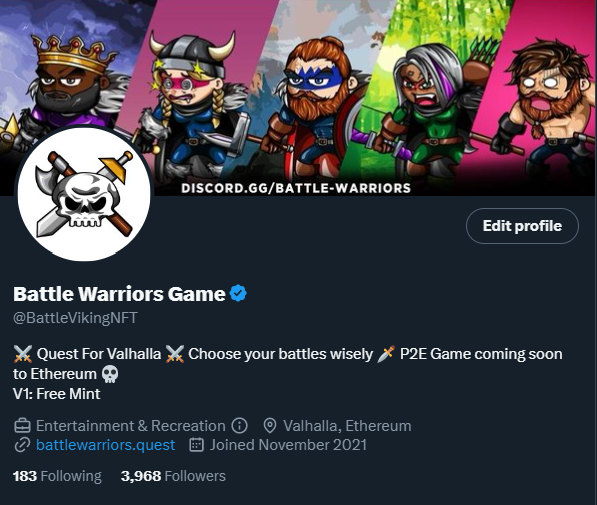 DISCORD.GG/BATTLE-WARRIORS
Edit profile
Battle Warriors Game
@BattleVikingNFT
⚔️ Quest For Valhalla ⚔️ Choose your battles wisely 🗡️ P2E Game coming soon
to Ethereum 💀
V1: Free Mint
Entertainment & Recreation Valhalla, Ethereum
battlewarriors.quest Joined November 2021
183 Following 3,968 Followers